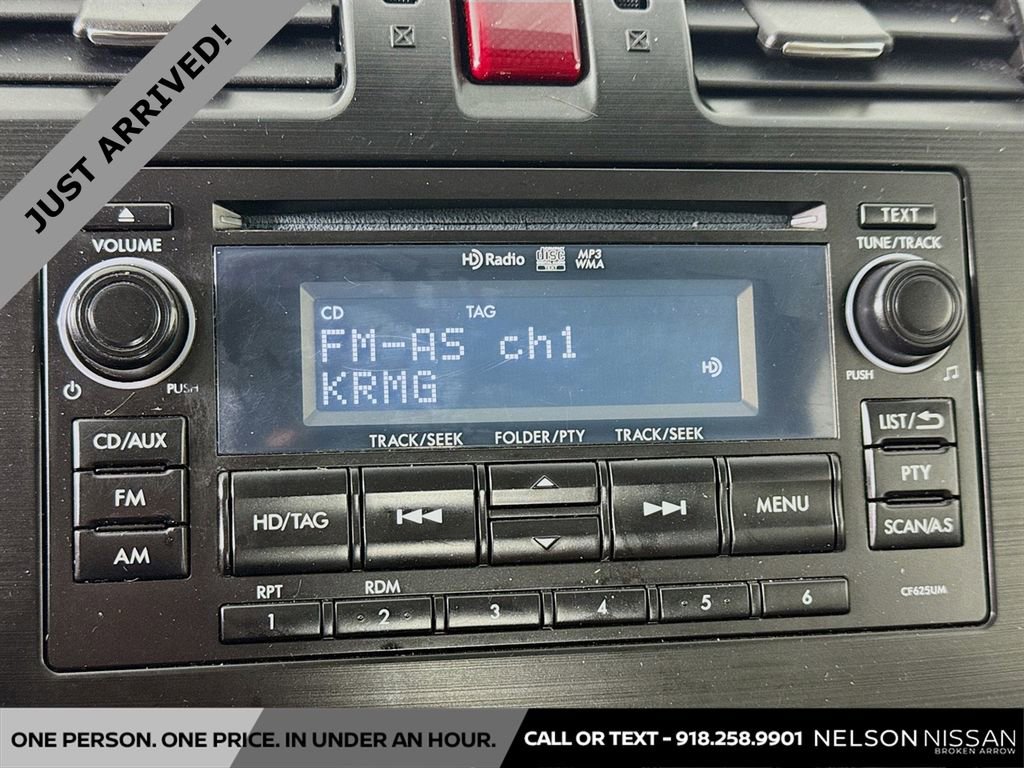 JUST ARRIVED!
VOLUME
TEXT
TUNE/TRACK
HD Radio
disc
TEXT
MP3
WMA
CD TAG
FM-AS ch1
KRMG
HD
PUSH
PUSH
TRACK/SEEK FOLDER/PTY TRACK/SEEK
CD/AUX
FM
AM
HD/TAG
MENU
LIST/
PTY
SCAN/A.S
RPT RDM
1 2 3 4 5 6
CF625UM
ONE PERSON. ONE PRICE. IN UNDER AN HOUR.
CALL OR TEXT - 918.258.9901
NELSON NISSAN
BROKEN ARROW